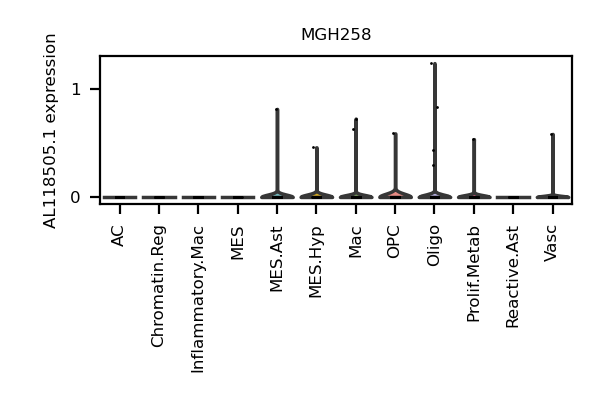 MGH258
AL118505.1 expression
1
0
AC
Chromatin.Reg
Inflammatory.Mac
MES
MES.Ast
MES.Hyp
Mac
OPC
Oligo
Prolif.Metab
Reactive.Ast
Vasc